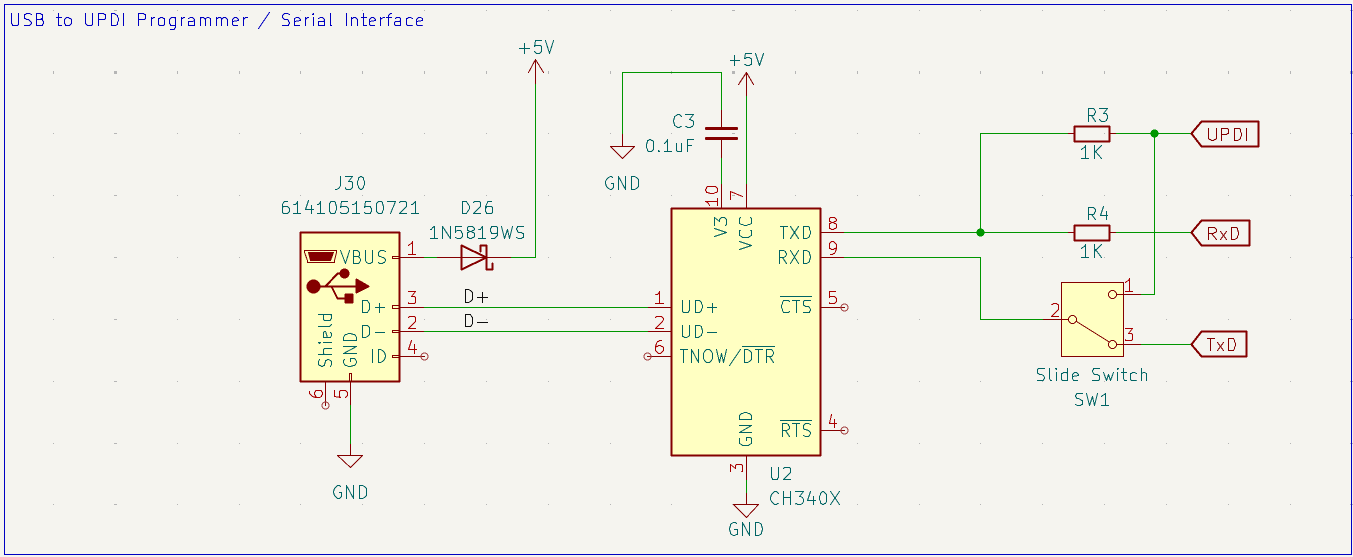 USB to UPDI Programmer / Serial Interface
+5V
+5V
C3
0.1uF
GND
R3
1K
UPDI
J30
614105150721
D26
1N5819WS
VBUS
1
D+
3
D-
2
ID
4
Shield
GND
6
5
GND
D+
D-
10
7
V3
VCC
TXD
8
RXD
9
1
UD+
2
UD-
6
TNOW/DTR
CTS
5
RTS
4
GND
3
U2
CH340X
GND
R4
1K
RxD
1
2
3
TxD
Slide Switch
SW1